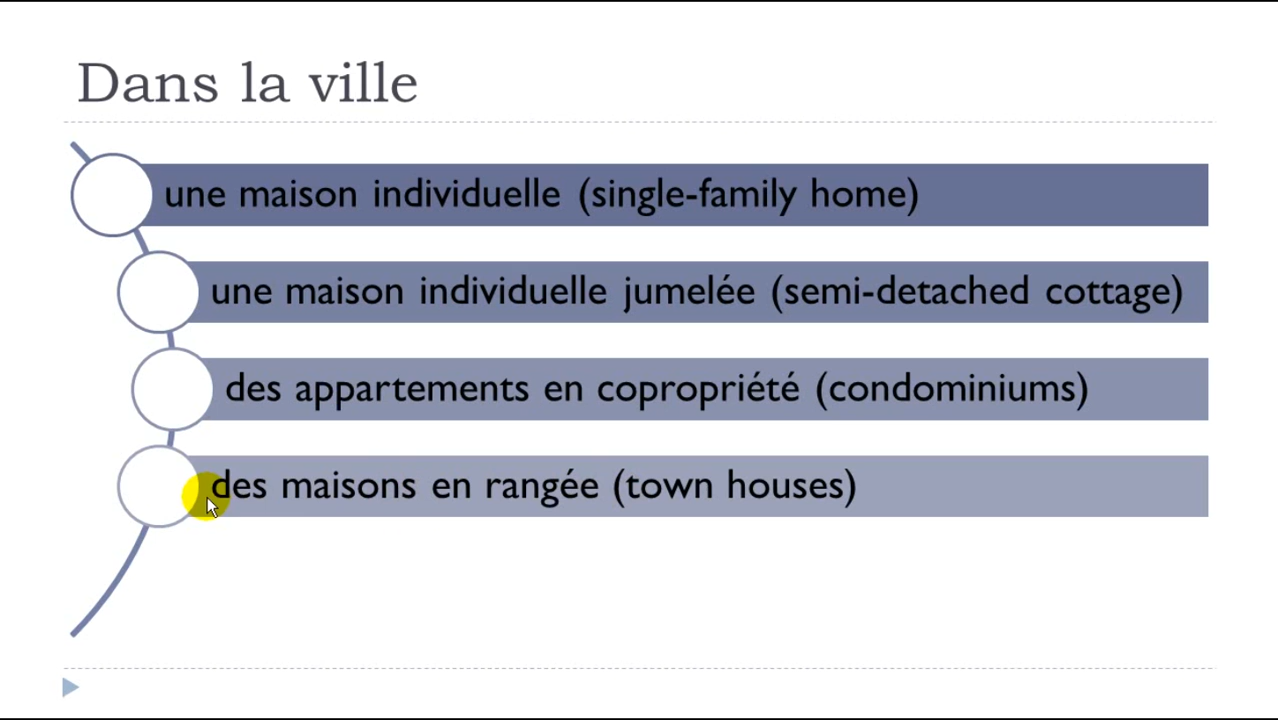 Dans la ville
une maison individuelle (single-family home)
une maison individuelle jumelée (semi-detached cottage)
des appartements en copropriété (condominiums)
des maisons en rangée (town houses)